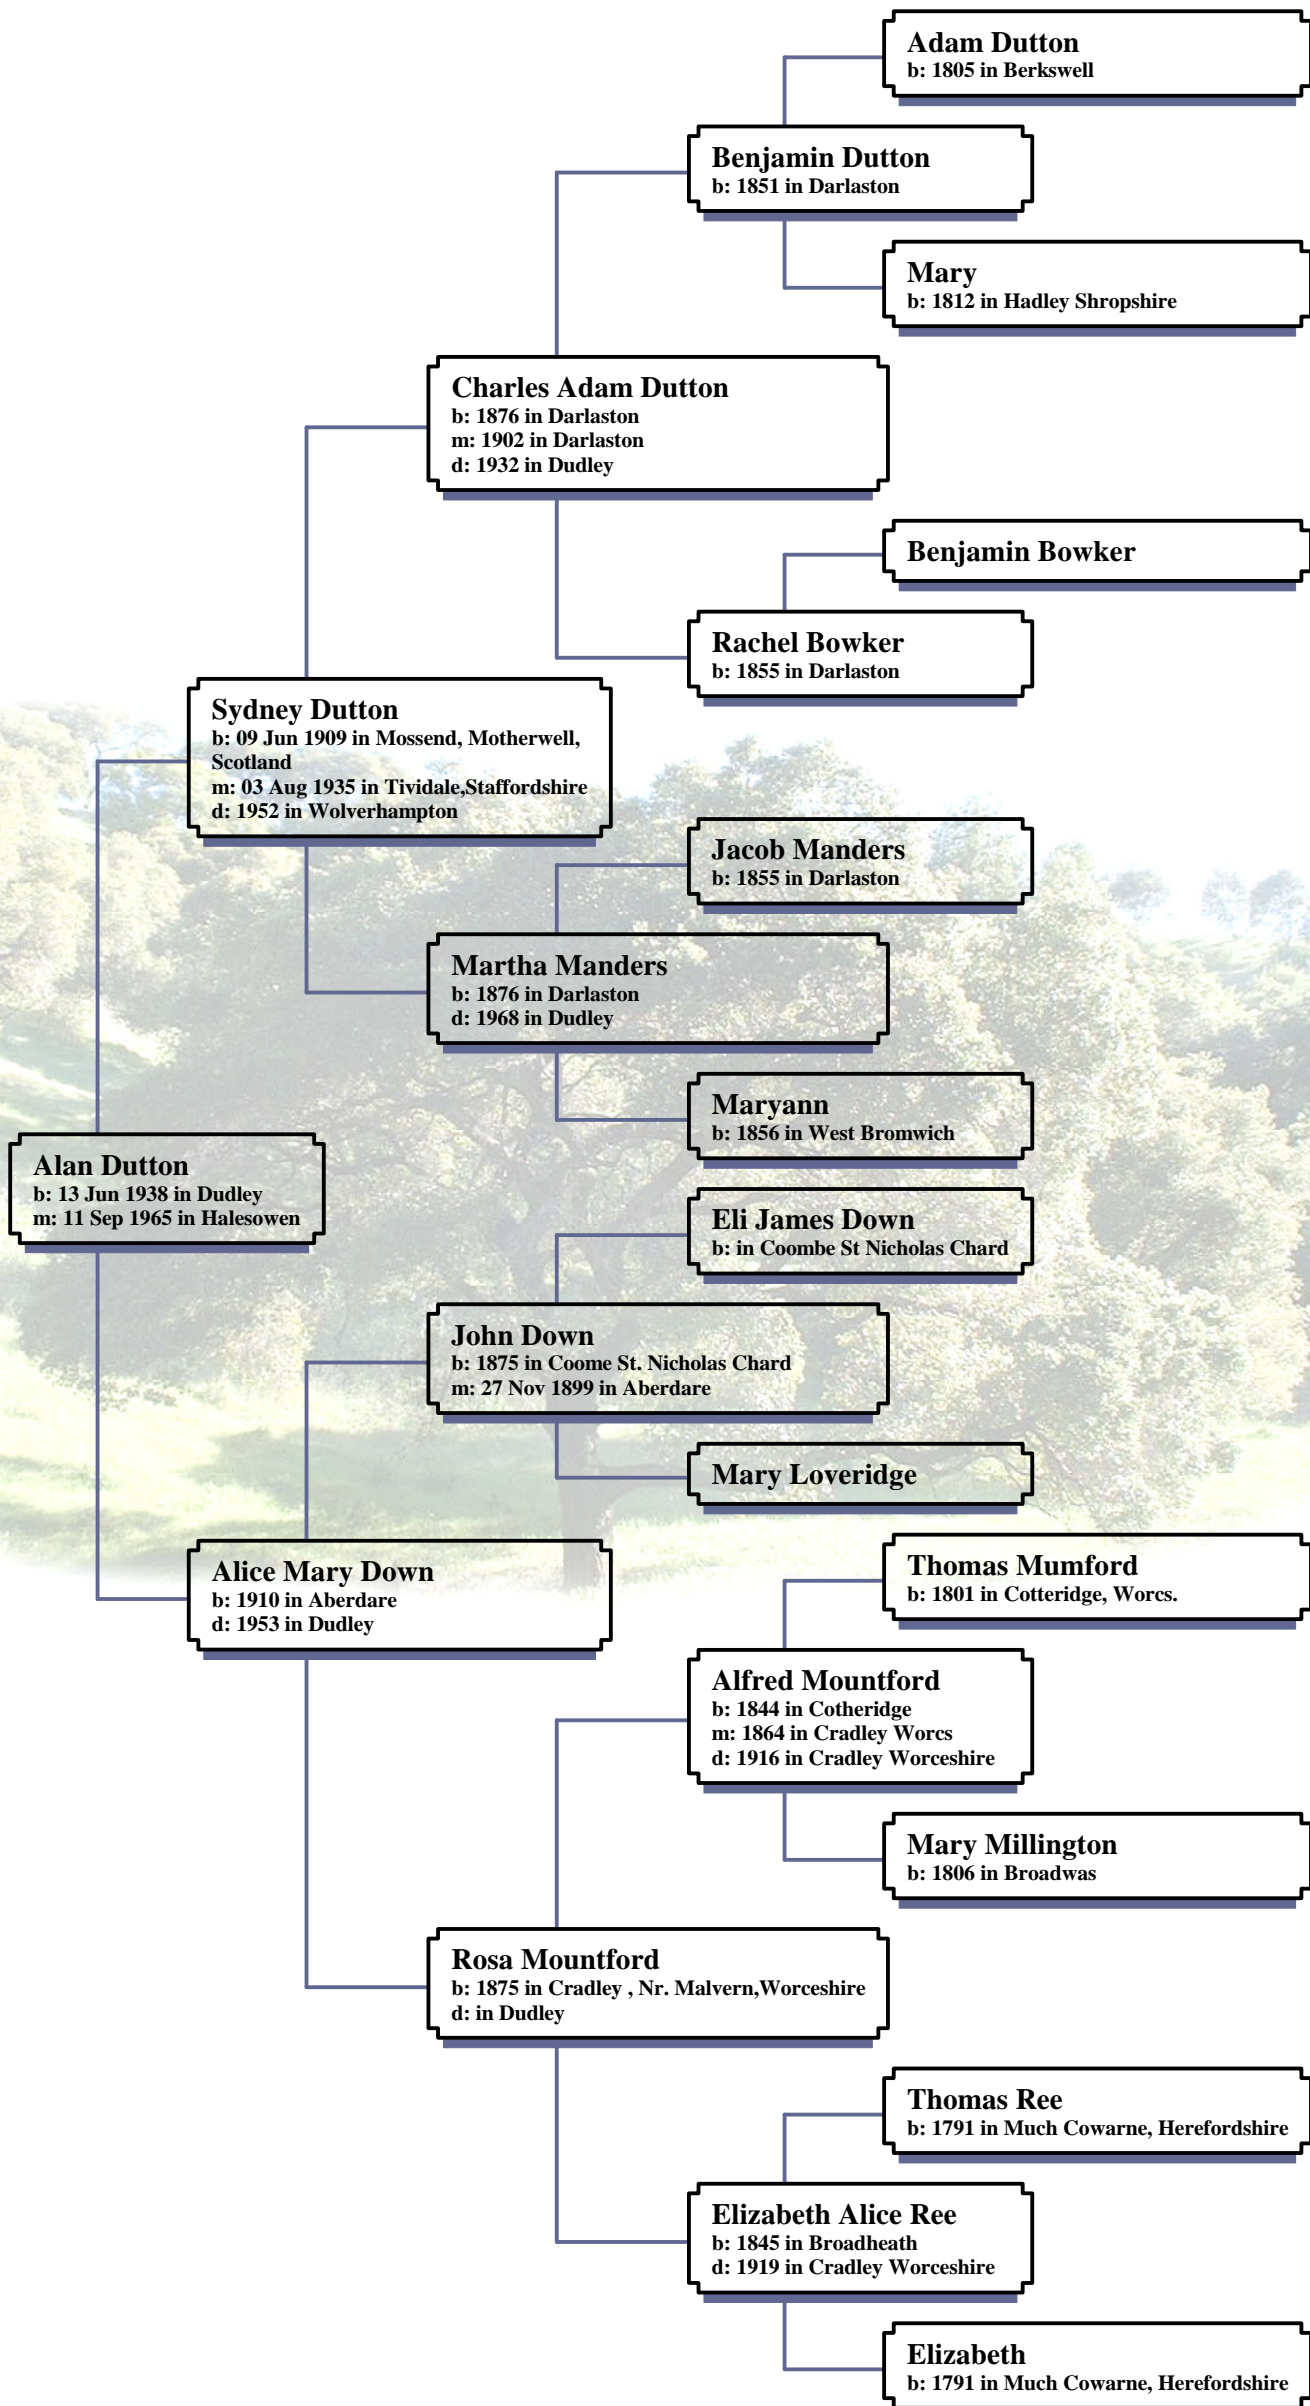 Adam Dutton
b: 1805 in Berkswell
Benjamin Dutton
b: 1851 in Darlaston
Mary
b: 1812 in Hadley Shropshire
Charles Adam Dutton
b: 1876 in Darlaston
m: 1902 in Darlaston
d: 1932 in Dudley
Benjamin Bowker
Rachel Bowker
b: 1855 in Darlaston
Sydney Dutton
b: 09 Jun 1909 in Mossend, Motherwell,
Scotland
m: 03 Aug 1935 in Tividale,Staffordshire
d: 1952 in Wolverhampton
Jacob Manders
b: 1855 in Darlaston
Martha Manders
b: 1876 in Darlaston
d: 1968 in Dudley
Maryann
b: 1856 in West Bromwich
Alan Dutton
b: 13 Jun 1938 in Dudley
m: 11 Sep 1965 in Halesowen
Eli James Down
b: in Coombe St Nicholas Chard
John Down
b: 1875 in Coome St. Nicholas Chard
m: 27 Nov 1899 in Aberdare
Mary Loveridge
Alice Mary Down
b: 1910 in Aberdare
d: 1953 in Dudley
Thomas Mumford
b: 1801 in Cotteridge, Worcs.
Alfred Mountford
b: 1844 in Cotheridge
m: 1864 in Cradley Worcs
d: 1916 in Cradley Worceshire
Mary Millington
b: 1806 in Broadwas
Rosa Mountford
b: 1875 in Cradley , Nr. Malvern,Worceshire
d: in Dudley
Thomas Ree
b: 1791 in Much Cowarne, Herefordshire
Elizabeth Alice Ree
b: 1845 in Broadheath
d: 1919 in Cradley Worceshire
Elizabeth
b: 1791 in Much Cowarne, Herefordshire